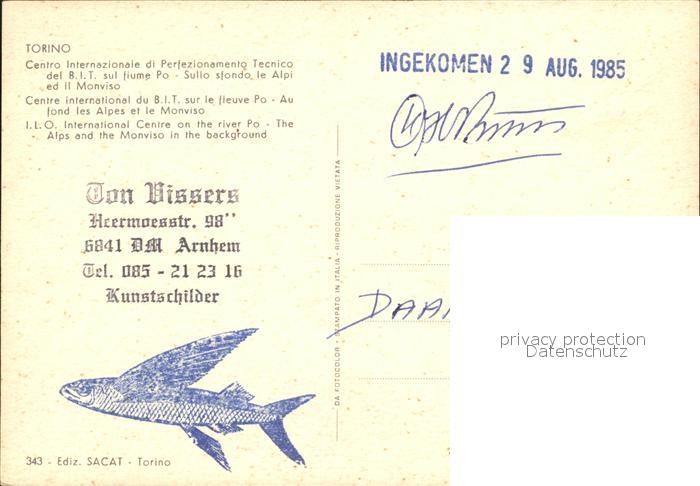 TORINO
Centro Internazionale di Perfezionamento Tecnico
del B.I.T. sul fiume Po - Sullo sfondo le Alpi
ed Il Monviso
Centre international du B.I.T. sur le fleuve Po - Au
fond les Alpes et le Monviso
I.L.O. International Centre on the river Po - The
Alps and the Monviso in the background
INGEKOMEN 2 9 AUG. 1985
Ton Vissers
Heermoesstr. 98"
6841 DM Arnhem
Tel. 085 - 21 23 16
Kunstschilder
DA FOTOCOLOR - STAMPATO IN ITALIA - RIPRODUZIONE VIETATA
privacy protection
Datenschutz
343 - Ediz. SACAT - Torino